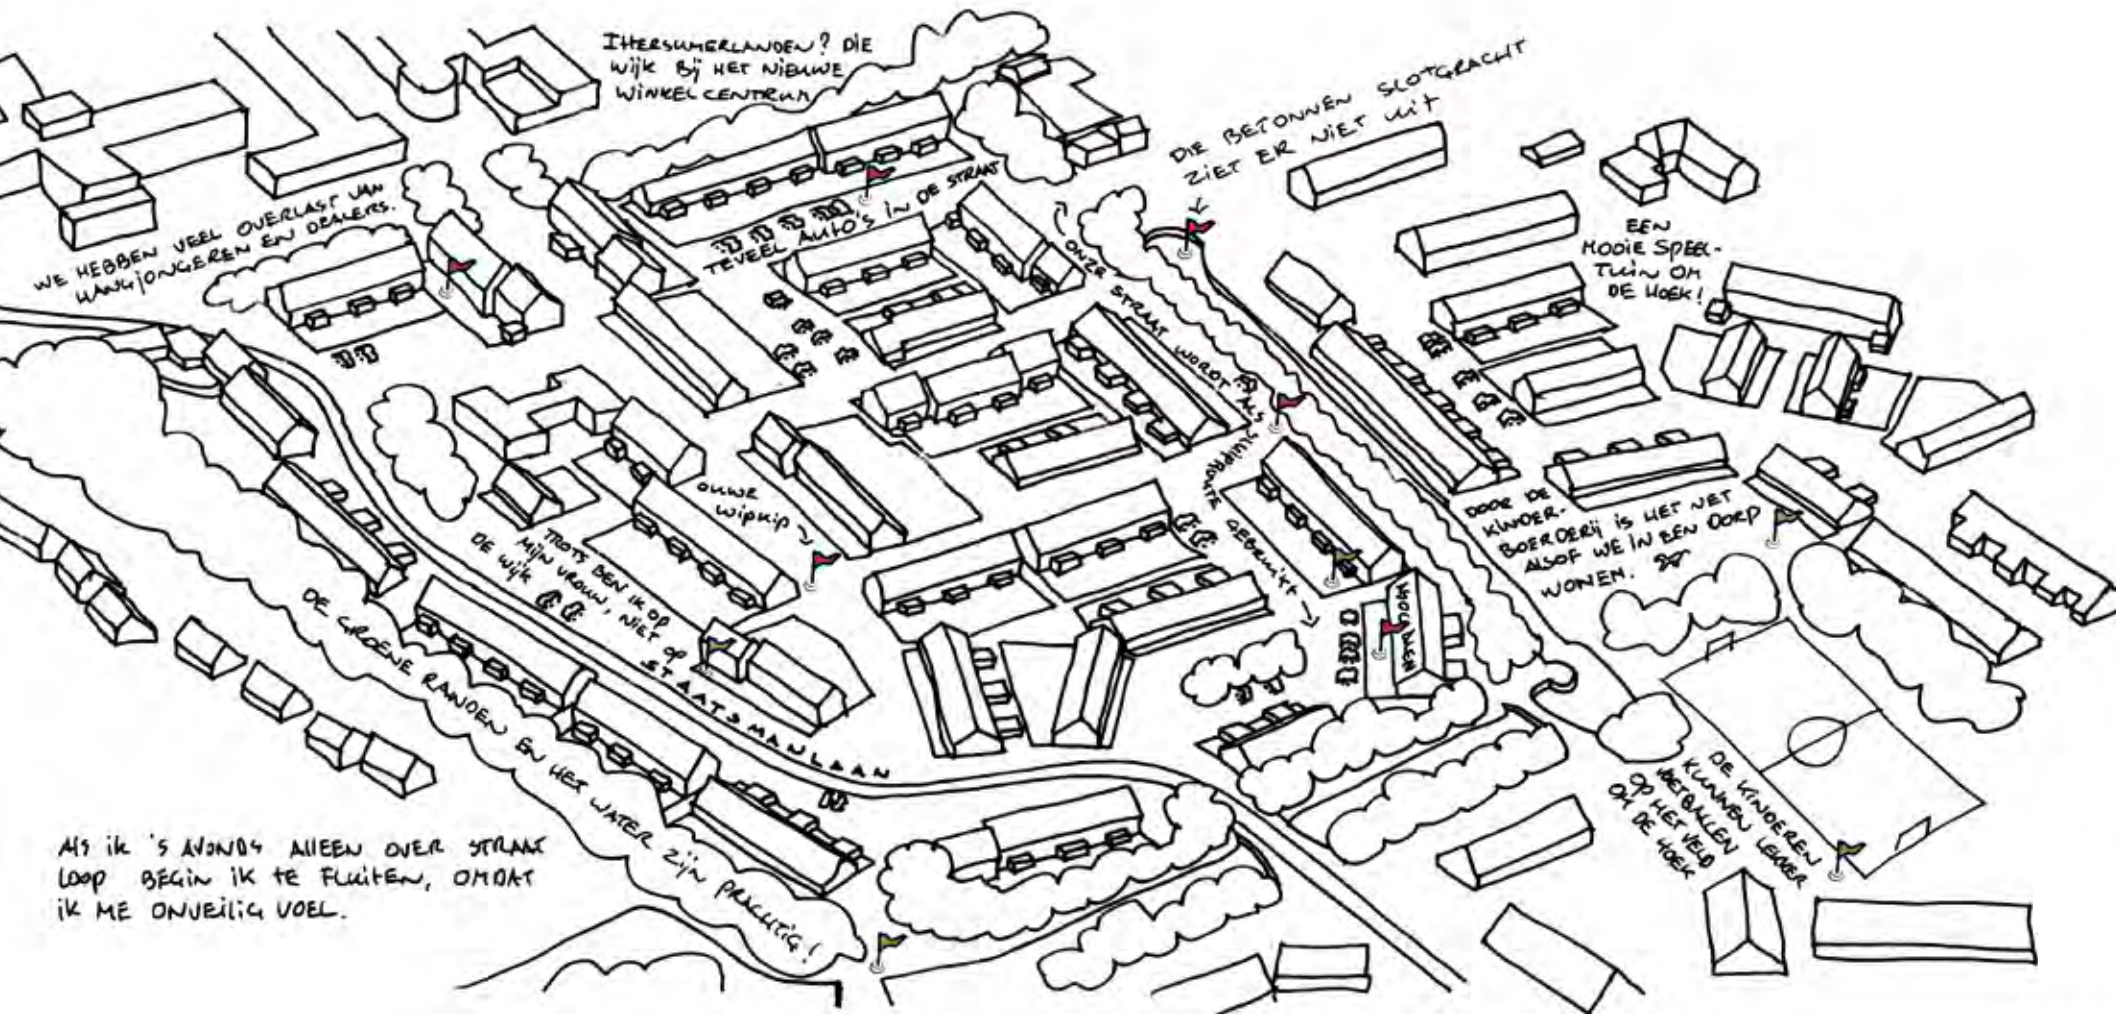 ITTERSUMERLANDEN? DIE
WIJK BIJ HET NIEUWE
WINKELCENTRUM
DIE BETONNEN SLOTGRACHT
ZIET ER NIET UIT
WE HEBBEN VEEL OVERLAST VAN
HANGJONGEREN EN DEALERS.
TEVEEL AUTO'S IN DE STRAAT
EEN
MOOIE SPEEL-
TUIN OM
DE HOEK!
ONZE STRAAT WORDT ALS SLUIPROUTE GEBRUIKT
OUWE
WIPKIP
DOOR DE
KINDER-
BOERDERIJ IS HET NET
ALSOF WE IN EEN DORP
WONEN.
TROTS BEN IK OP
MIJN VROUW, NIET OP
DE WIJK
STAATSMANLAAN
DE GROENE RANDEN EN HET WATER ZIJN PRACHTIG!
DE KINDEREN
KUNNEN LEKKER
VOETBALLEN
OP HET VELD
OM DE HOEK
ALS IK 'S AVONDS ALLEEN OVER STRAAT
LOOP BEGIN IK TE FLUITEN, OMDAT
IK ME ONVEILIG VOEL.